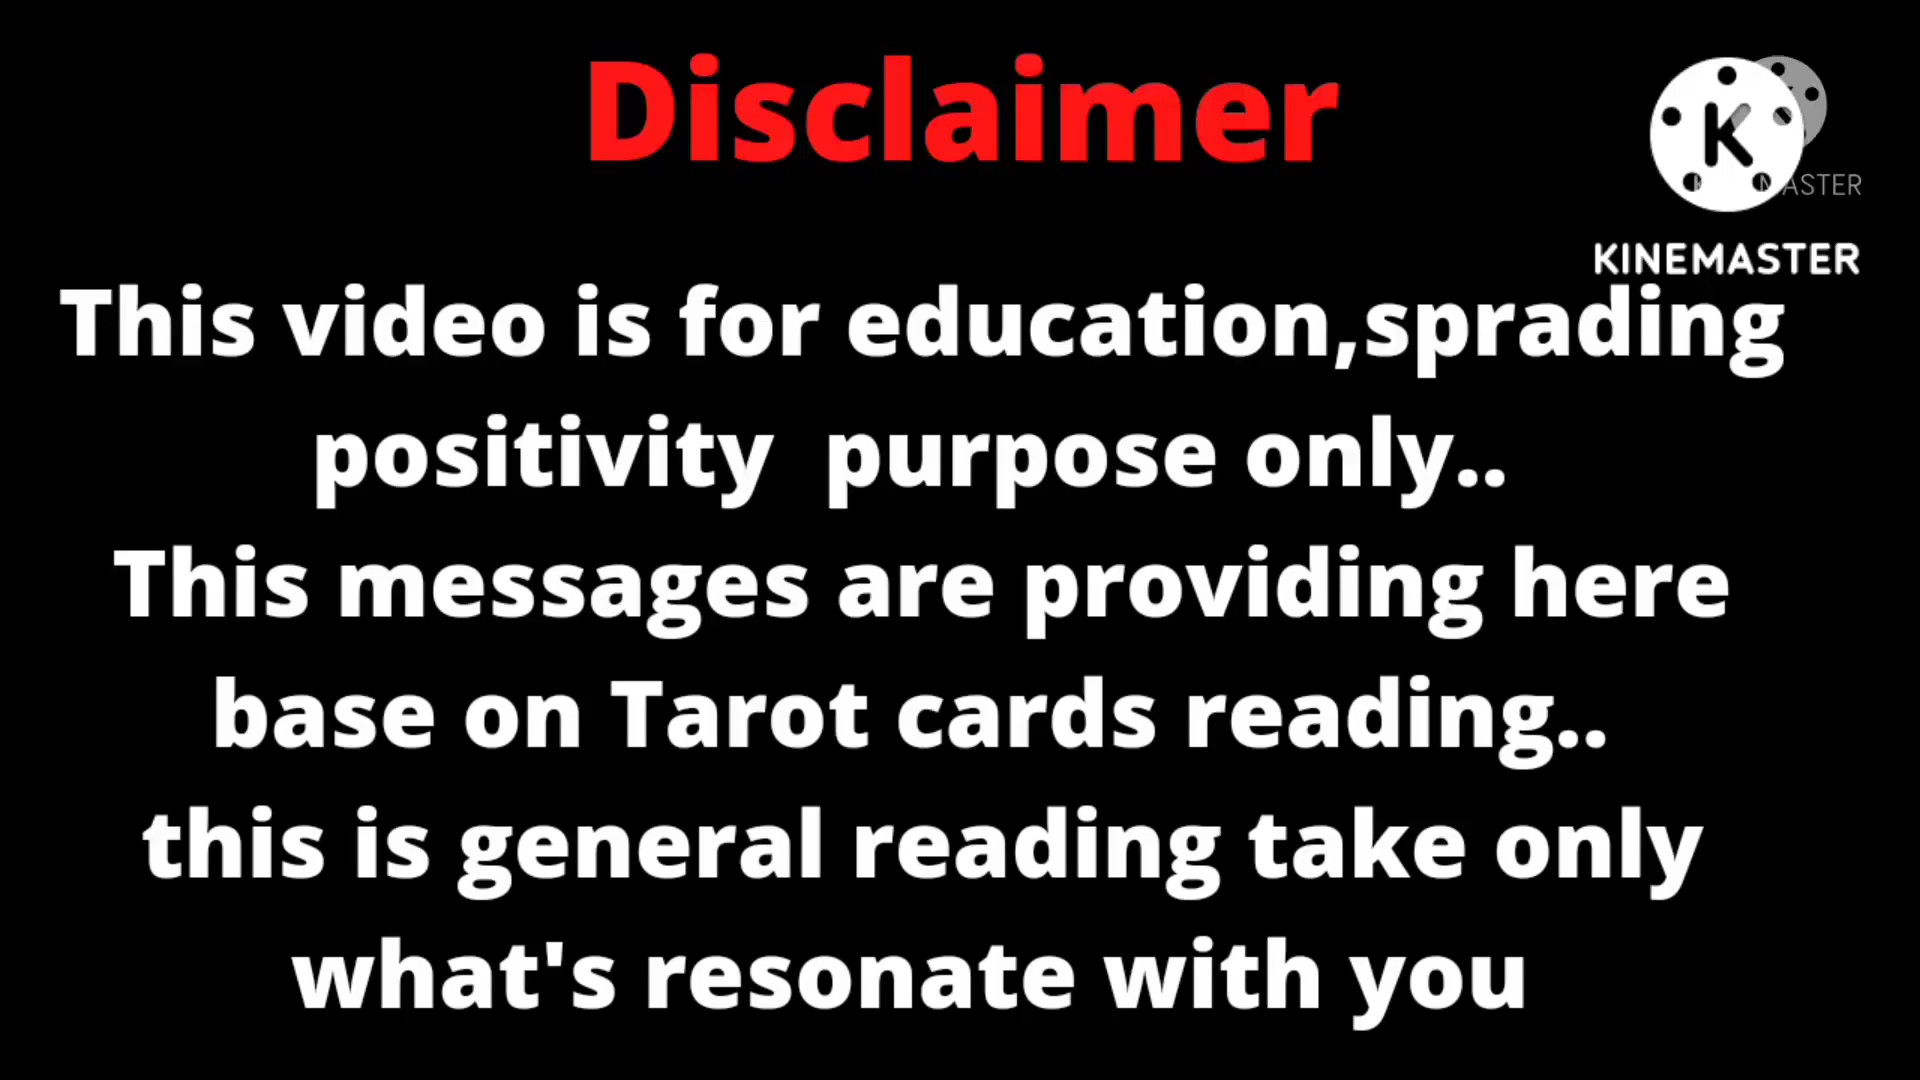 Disclaimer
K
MASTER
KINEMASTER
This video is for education,sprading
positivity purpose only..
This messages are providing here
base on Tarot cards reading..
this is general reading take only
what's resonate with you